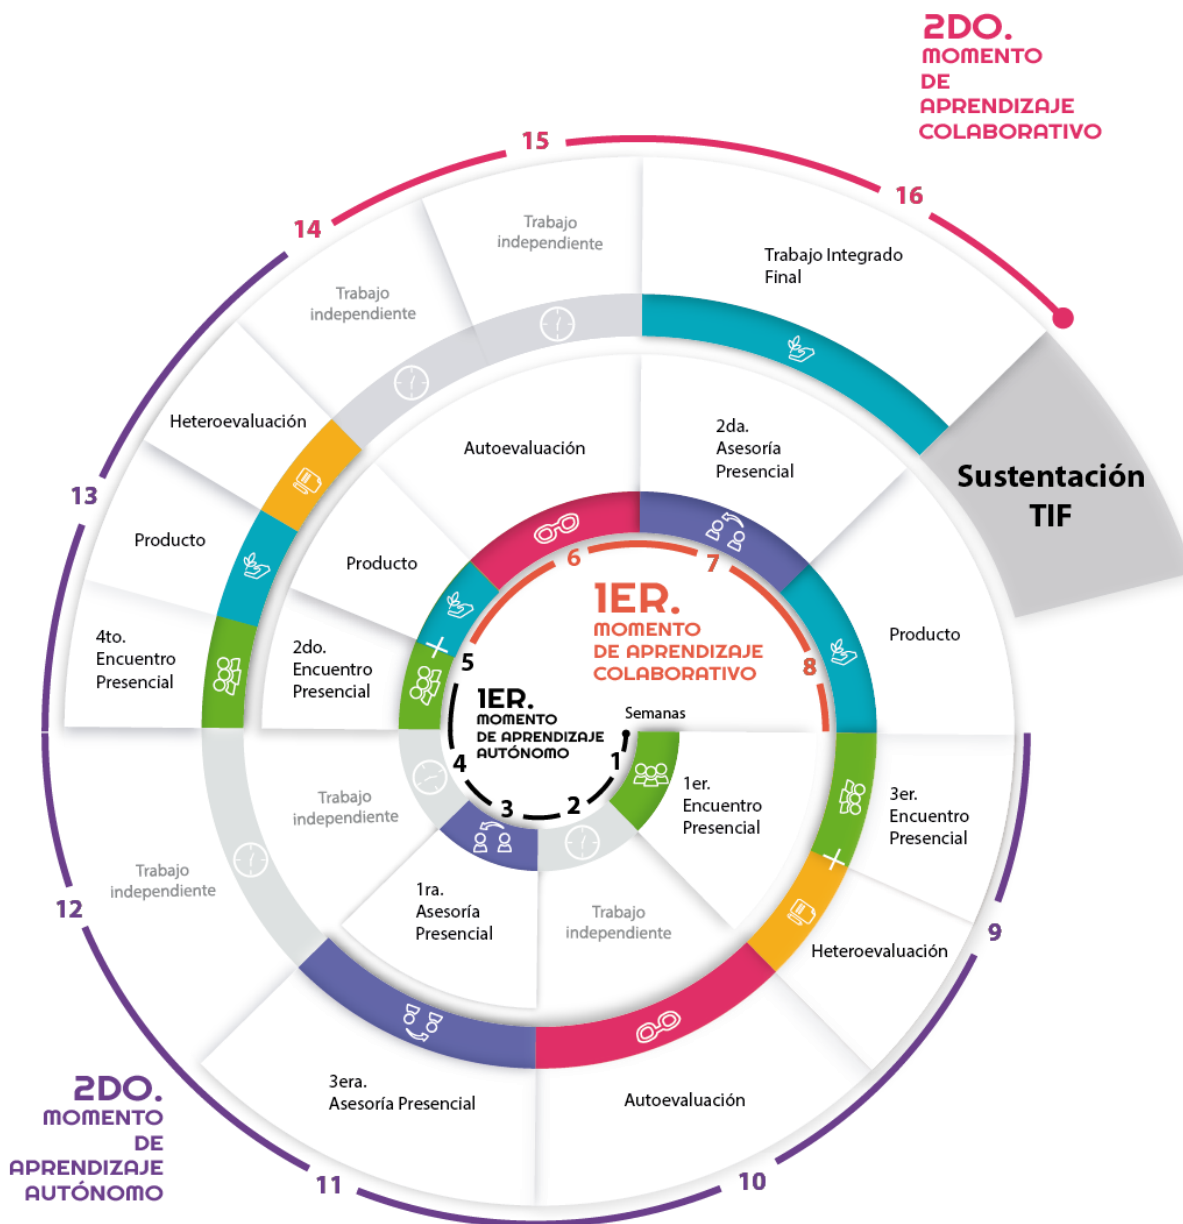 2DO.
MOMENTO
DE
APRENDIZAJE
COLABORATIVO
15
16
14
Trabajo
independiente
Trabajo Integrado
Final
Trabajo
independiente
Heteroevaluación
Autoevaluación
2da.
Asesoría
Presencial
Sustentación
TIF
13
Producto
Producto
6
7
1ER.
MOMENTO
DE APRENDIZAJE
COLABORATIVO
Producto
4to.
Encuentro
Presencial
2do.
Encuentro
Presencial
5
8
1ER.
MOMENTO
DE APRENDIZAJE
AUTÓNOMO
Semanas
4
3
2
1
1er.
Encuentro
Presencial
3er.
Encuentro
Presencial
Trabajo
independiente
Trabajo
independiente
12
1ra.
Asesoría
Presencial
Trabajo
independiente
9
Heteroevaluación
3era.
Asesoría Presencial
Autoevaluación
2DO.
MOMENTO
DE
APRENDIZAJE
AUTÓNOMO
11
10